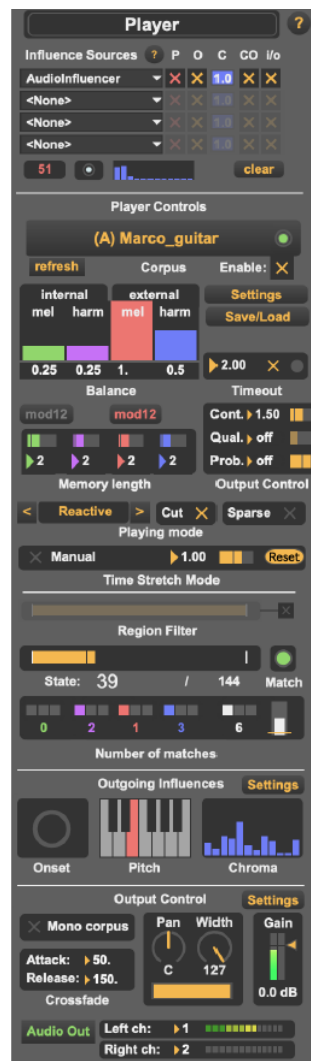 Player ?
Influence Sources ? P O C CO i/o
AudioInfluencer 1.0
<None> 1.0
<None> 1.0
<None> 1.0
51 clear
Player Controls
(A) Marco_guitar
refresh Corpus Enable:
internal external Settings
mel harm mel harm Save/Load
0.25 0.25 1. 0.5 2.00
Balance Timeout
mod12 mod12 Cont. 1.50
Qual. off
2 2 2 2 Prob. off
Memory length Output Control
< Reactive > Cut Sparse
Playing mode
Manual 1.00 Reset
Time Stretch Mode
Region Filter
State: 39 / 144 Match
0 2 1 3 6
Number of matches
Outgoing Influences Settings
Onset Pitch Chroma
Output Control Settings
Mono corpus Pan Width Gain
Attack: 50.
Release: 150. C 127
Crossfade 0.0 dB
Audio Out Left ch: 1
Right ch: 2